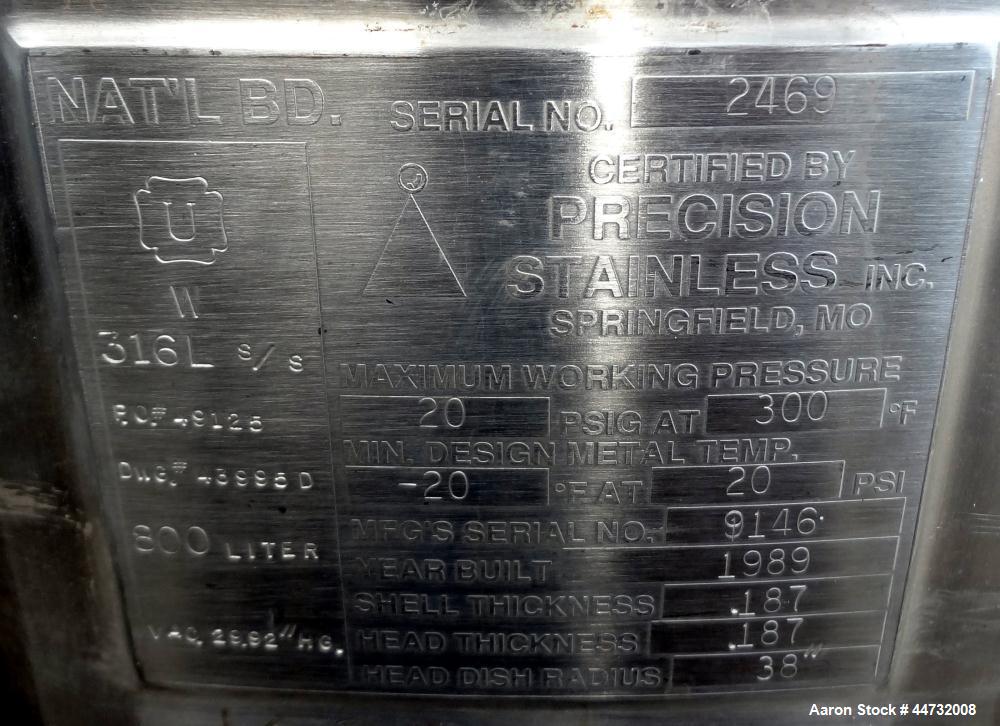 NAT'L BD. SERIAL NO. 2469
U
W
316L S/S
P.O# 49125
DWG.# 48995 D
800 LITER
VAC. 29.92" HG.
CERTIFIED BY
PRECISION
STAINLESS INC.
SPRINGFIELD, MO
MAXIMUM WORKING PRESSURE
20 PSIG AT 300 °F
MIN. DESIGN METAL TEMP.
-20 °F AT 20 PSI
MFG'S SERIAL NO. 9146
YEAR BUILT 1989
SHELL THICKNESS .187
HEAD THICKNESS .187
HEAD DISH RADIUS 38"
Aaron Stock # 44732008